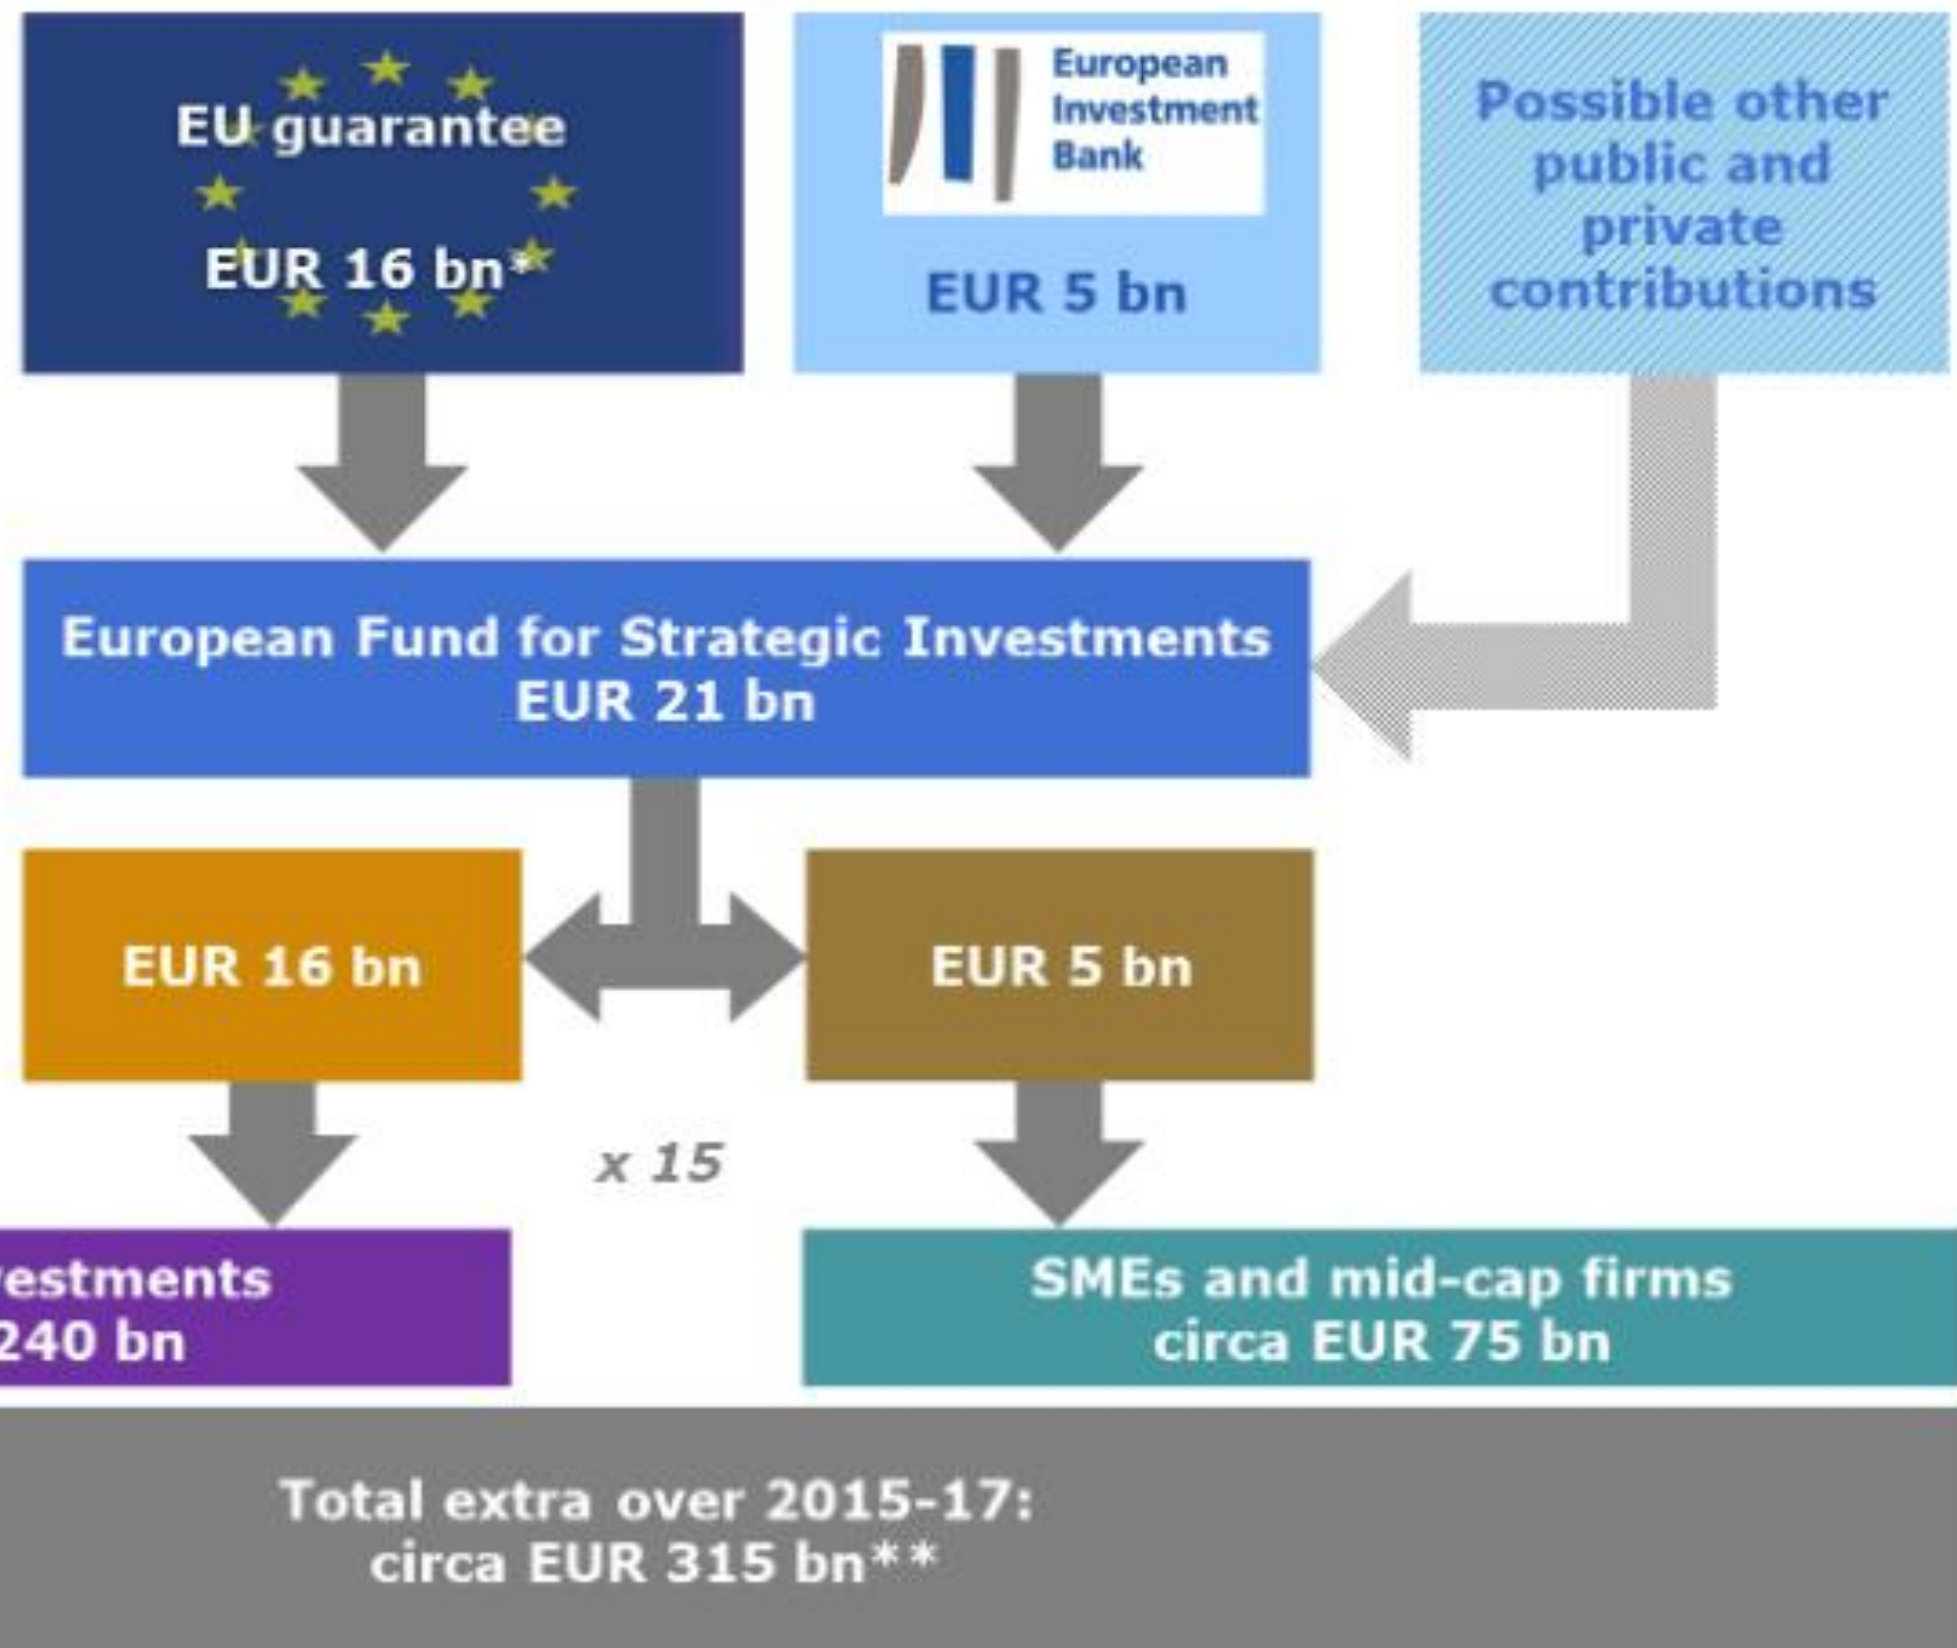 EU guarantee
EUR 16 bn*
European
Investment
Bank
EUR 5 bn
Possible other
public and
private
contributions
European Fund for Strategic Investments
EUR 21 bn
EUR 16 bn
EUR 5 bn
x 15
vestments
240 bn
SMEs and mid-cap firms
circa EUR 75 bn
Total extra over 2015-17:
circa EUR 315 bn**